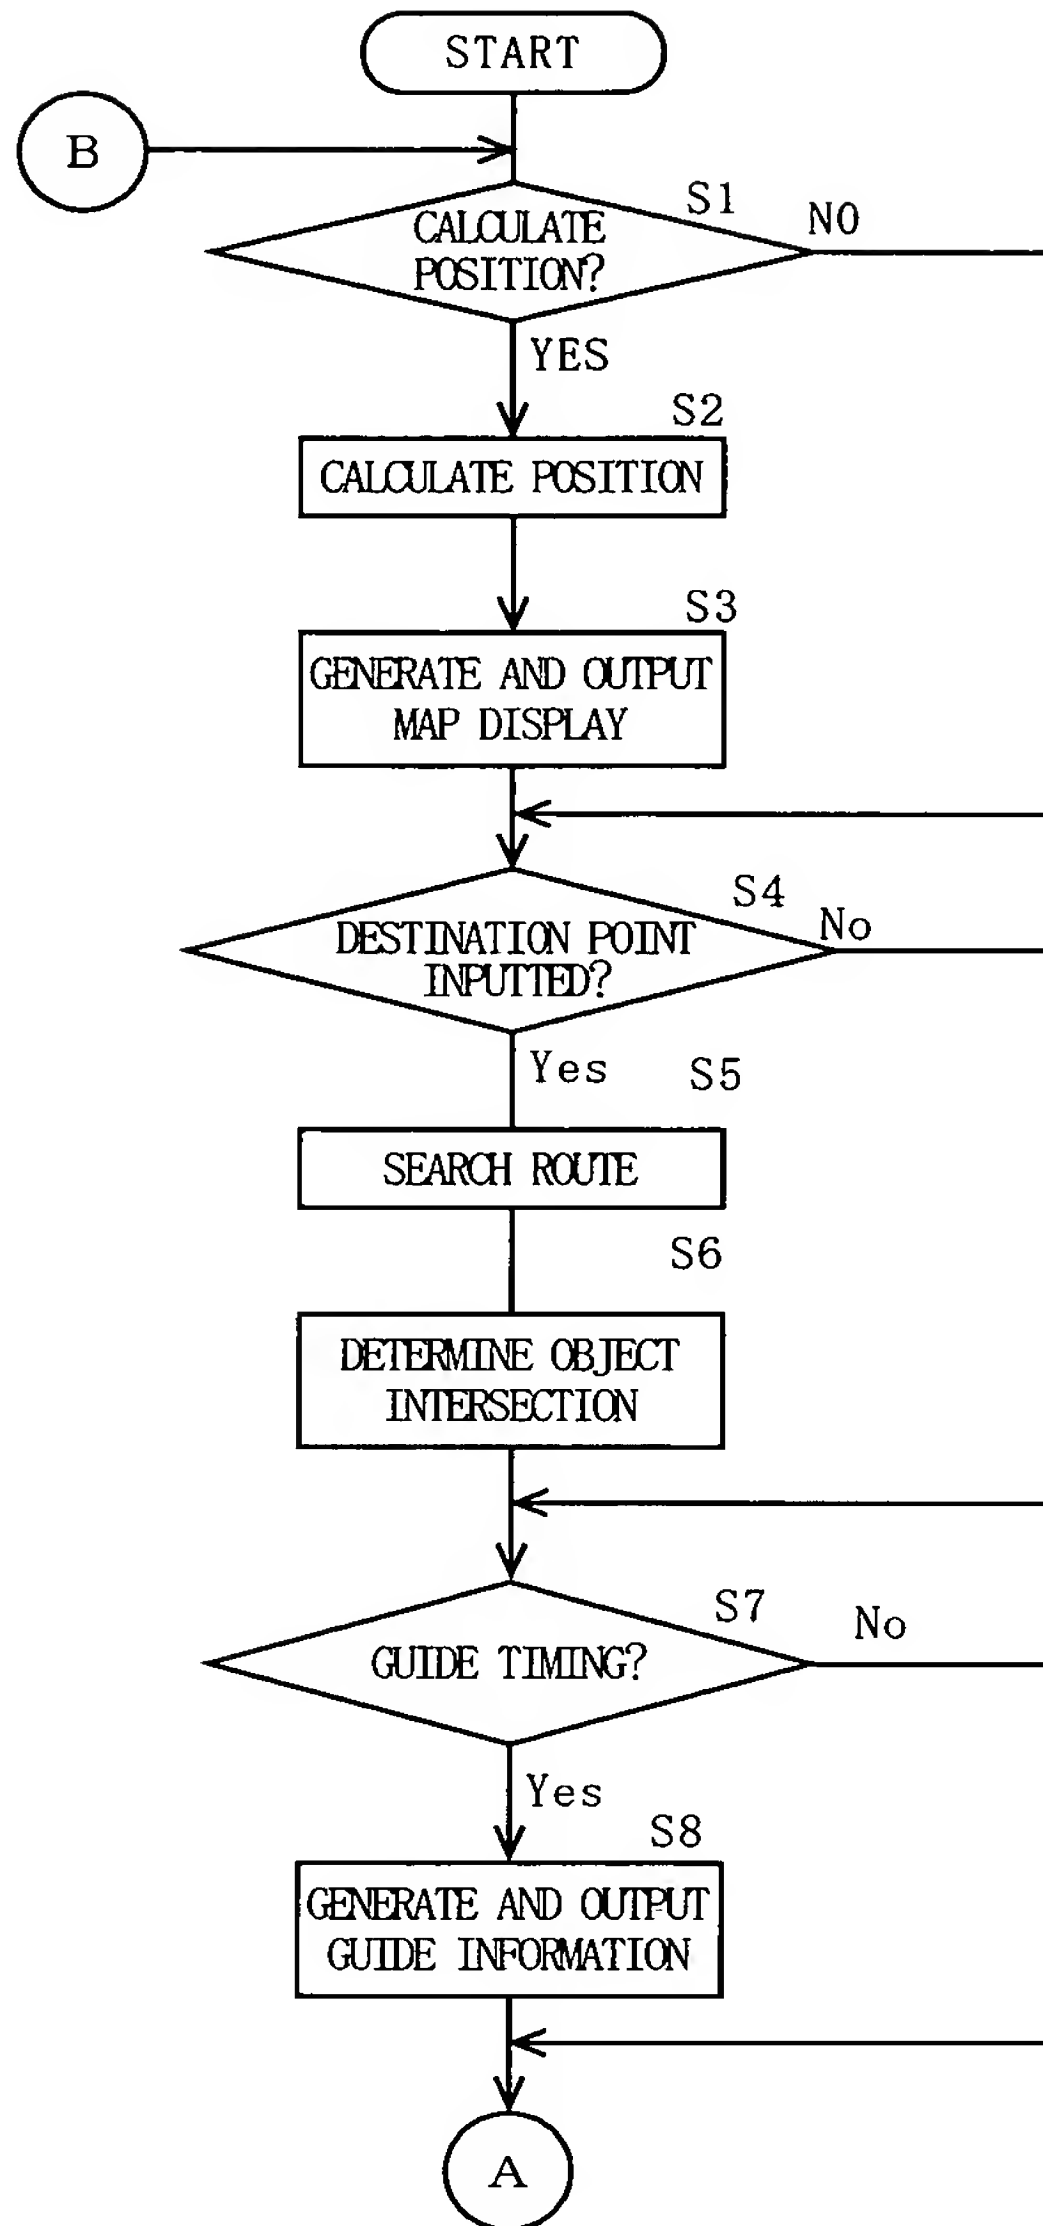 START
B
S1
NO
CALCULATE
POSITION?
YES
S2
CALCULATE POSITION
S3
GENERATE AND OUTPUT
MAP DISPLAY
S4
No
DESTINATION POINT
INPUTTED?
Yes
S5
SEARCH ROUTE
S6
DETERMINE OBJECT
INTERSECTION
S7
No
GUIDE TIMING?
Yes
S8
GENERATE AND OUTPUT
GUIDE INFORMATION
A